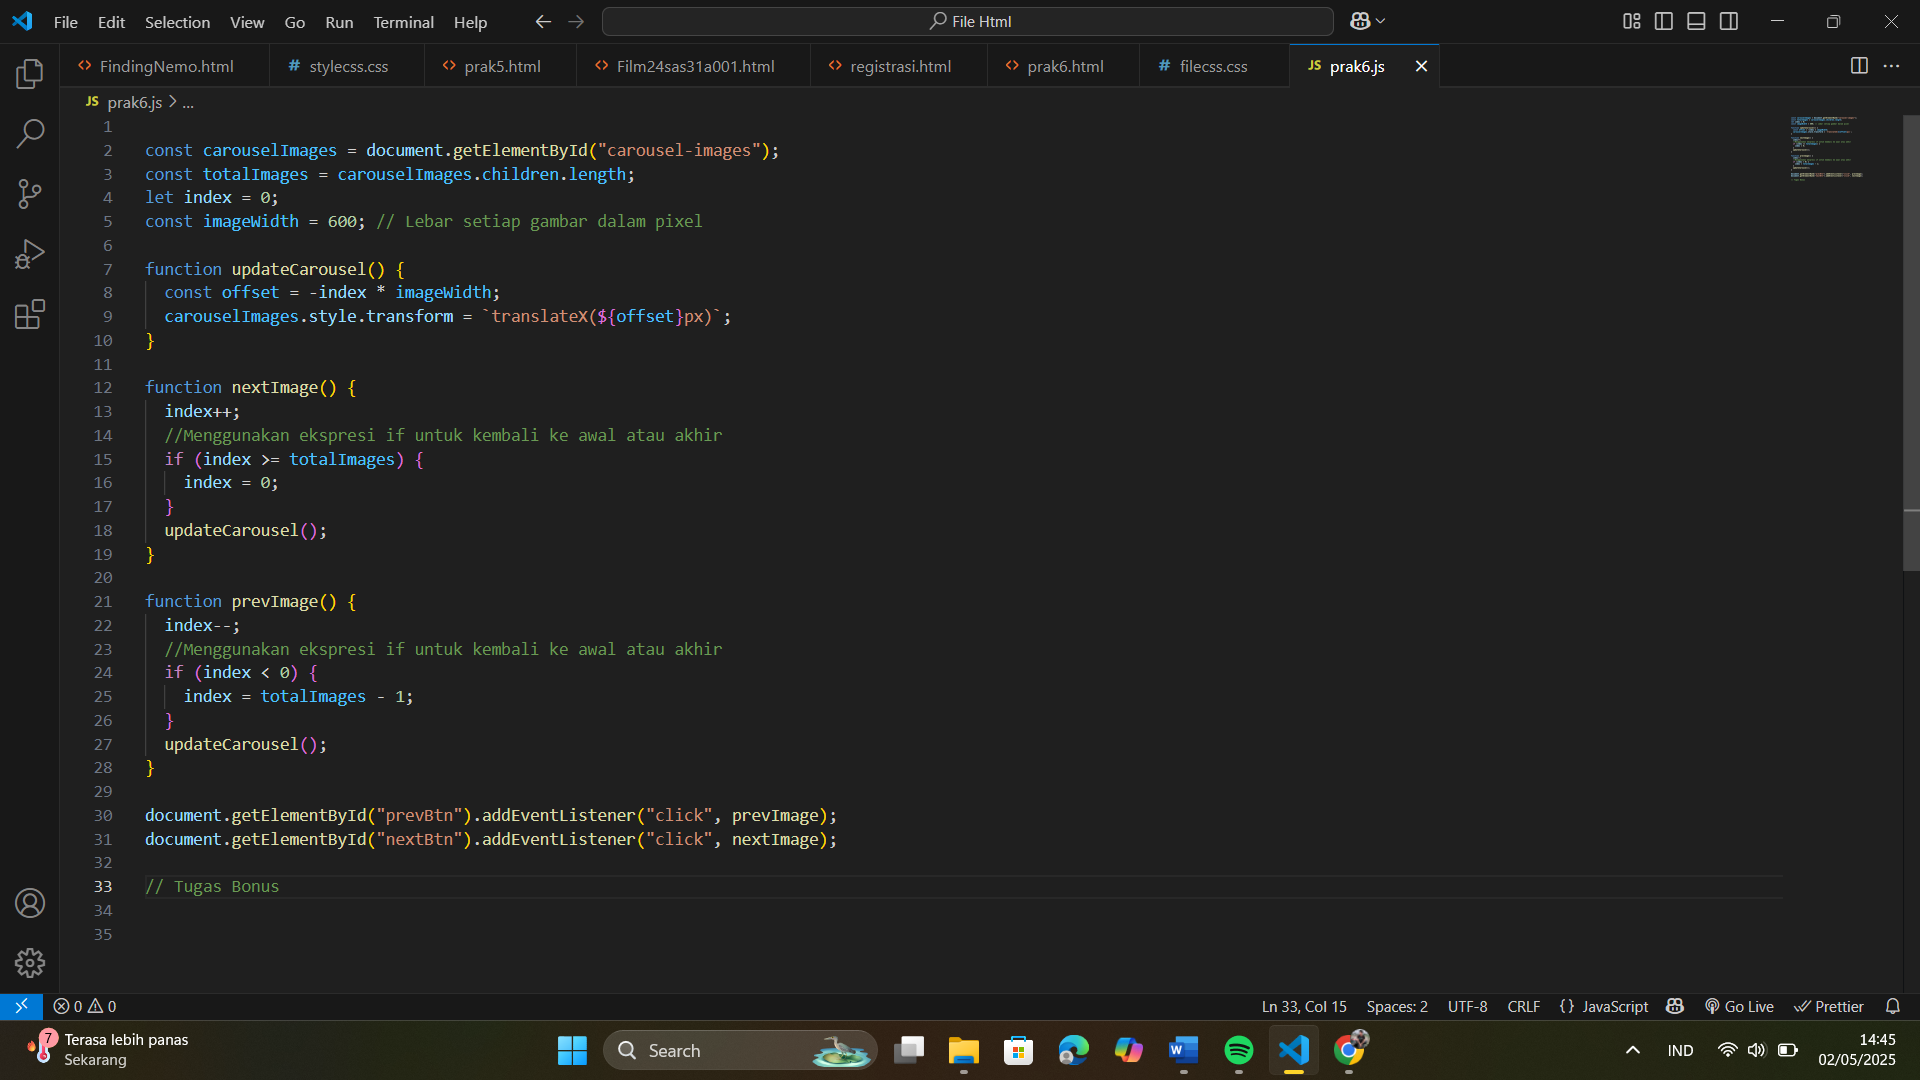 File Edit Selection View Go Run Terminal Help
File Html
FindingNemo.html
# stylecss.css
prak5.html
Film24sas31a001.html
registrasi.html
prak6.html
# filecss.css
JS prak6.js
JS prak6.js > ...
1
2 const carouselImages = document.getElementById("carousel-images");
3 const totalImages = carouselImages.children.length;
4 let index = 0;
5 const imageWidth = 600; // Lebar setiap gambar dalam pixel
6
7 function updateCarousel() {
8 const offset = -index * imageWidth;
9 carouselImages.style.transform = `translateX(${offset}px)`;
10 }
11
12 function nextImage() {
13 index++;
14 //Menggunakan ekspresi if untuk kembali ke awal atau akhir
15 if (index >= totalImages) {
16 index = 0;
17 }
18 updateCarousel();
19 }
20
21 function prevImage() {
22 index--;
23 //Menggunakan ekspresi if untuk kembali ke awal atau akhir
24 if (index < 0) {
25 index = totalImages - 1;
26 }
27 updateCarousel();
28 }
29
30 document.getElementById("prevBtn").addEventListener("click", prevImage);
31 document.getElementById("nextBtn").addEventListener("click", nextImage);
32
33 // Tugas Bonus
34
35
0 0
Ln 33, Col 15 Spaces: 2 UTF-8 CRLF {} JavaScript Go Live Prettier
7
Terasa lebih panas
Sekarang
Search
W
IND
14:45
02/05/2025